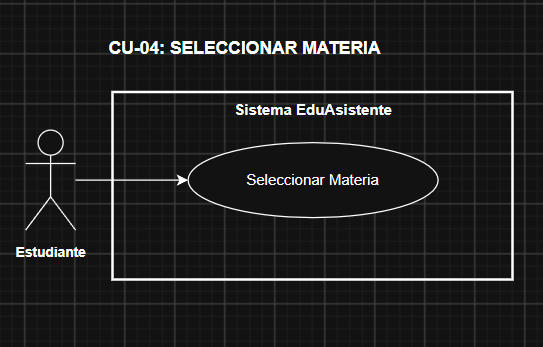 CU-04: SELECCIONAR MATERIA
Sistema EduAsistente
Seleccionar Materia
Estudiante